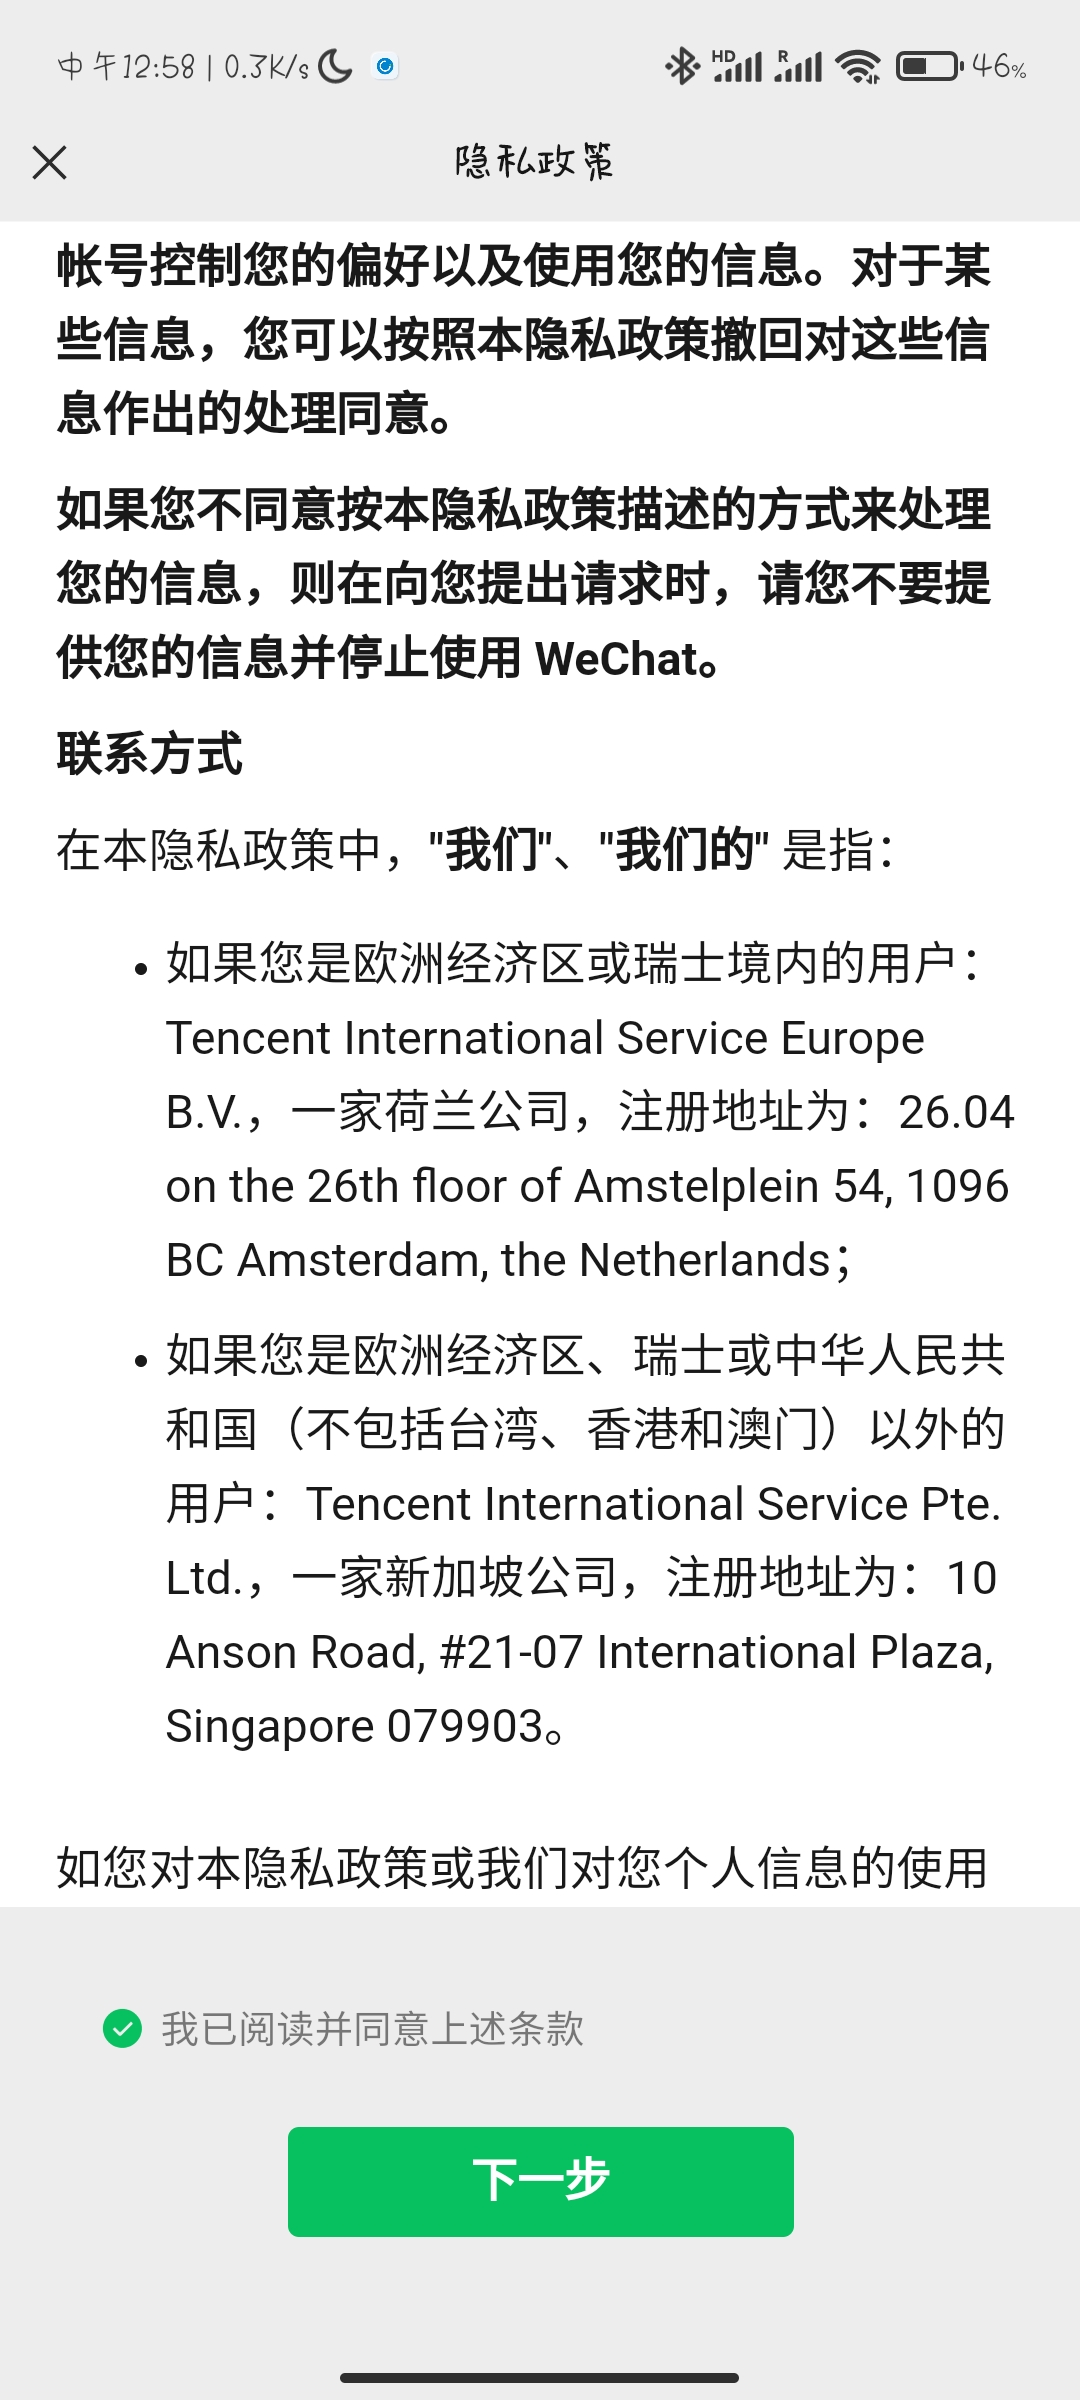 中午12:58 | 0.3K/s HD R 46%
隐私政策
帐号控制您的偏好以及使用您的信息。对于某
些信息，您可以按照本隐私政策撤回对这些信
息作出的处理同意。
如果您不同意按本隐私政策描述的方式来处理
您的信息，则在向您提出请求时，请您不要提
供您的信息并停止使用 WeChat。
联系方式
在本隐私政策中，"我们"、"我们的" 是指：
• 如果您是欧洲经济区或瑞士境内的用户：
Tencent International Service Europe
B.V.，一家荷兰公司，注册地址为：26.04
on the 26th floor of Amstelplein 54, 1096
BC Amsterdam, the Netherlands；
• 如果您是欧洲经济区、瑞士或中华人民共
和国（不包括台湾、香港和澳门）以外的
用户：Tencent International Service Pte.
Ltd.，一家新加坡公司，注册地址为：10
Anson Road, #21-07 International Plaza,
Singapore 079903。
如您对本隐私政策或我们对您个人信息的使用
我已阅读并同意上述条款
下一步